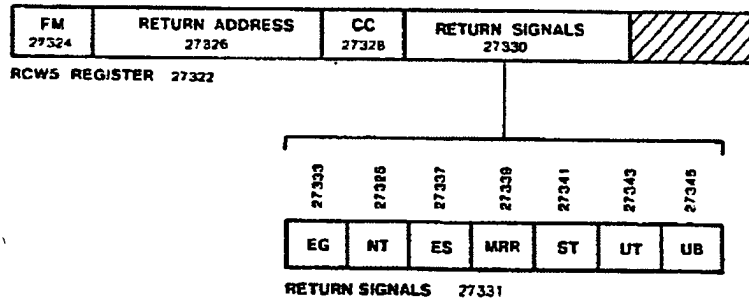 FM RETURN ADDRESS CC RETURN SIGNALS
27324 27326 27328 27330
RCWS REGISTER 27322
27333 27335 27337 27339 27341 27343 27345
EG NT ES MRR ST UT UB
RETURN SIGNALS 27331